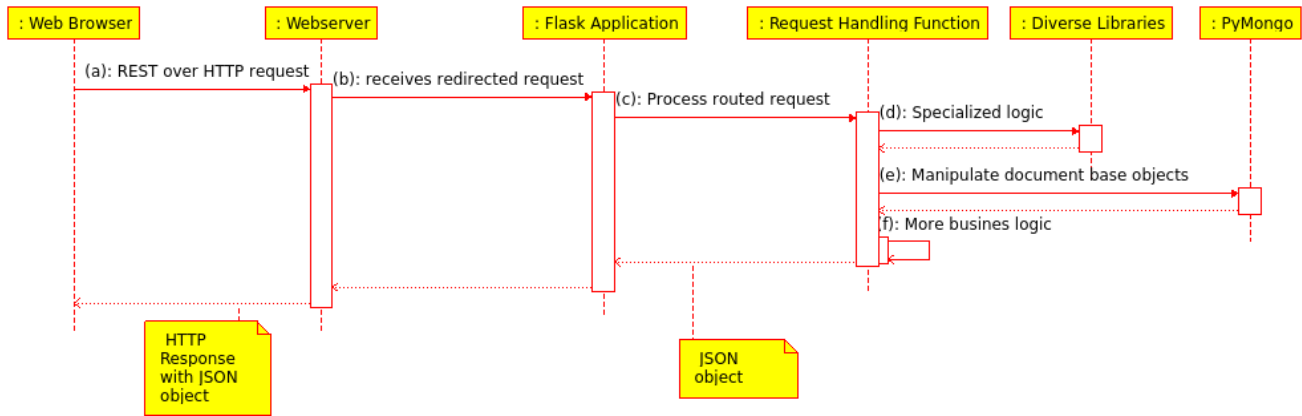 : Web Browser
: Webserver
: Flask Application
: Request Handling Function
: Diverse Libraries
: PyMongo
(a): REST over HTTP request
(b): receives redirected request
(c): Process routed request
(d): Specialized logic
(e): Manipulate document base objects
(f): More busines logic
HTTP
Response
with JSON
object
JSON
object